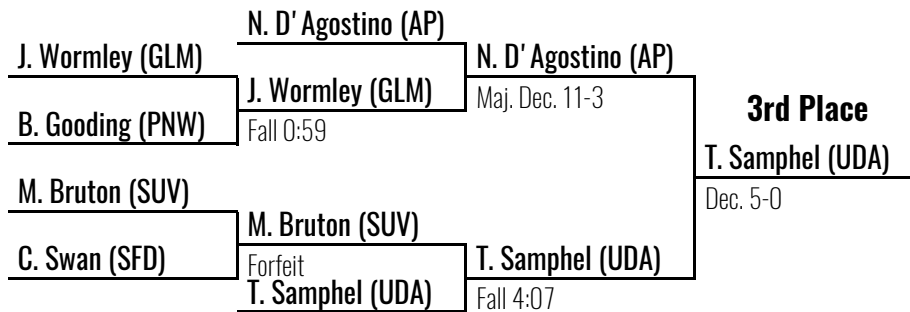 N. D'Agostino (AP)
J. Wormley (GLM)
N. D'Agostino (AP)
J. Wormley (GLM)
Maj. Dec. 11-3
B. Gooding (PNW)
Fall 0:59
3rd Place
T. Samphel (UDA)
M. Bruton (SUV)
Dec. 5-0
M. Bruton (SUV)
C. Swan (SFD)
Forfeit
T. Samphel (UDA)
T. Samphel (UDA)
Fall 4:07